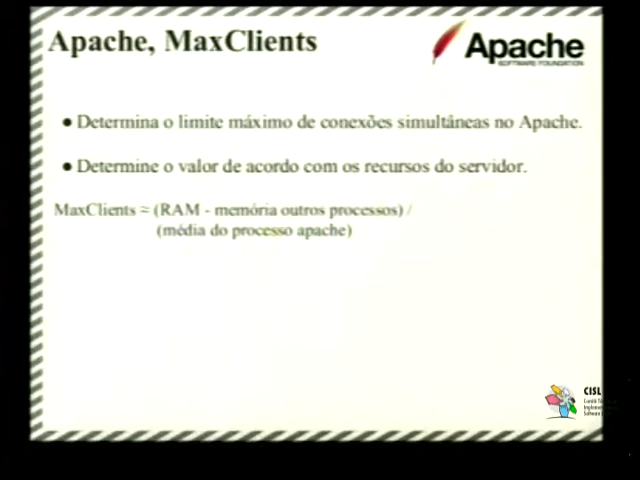 Apache, MaxClients
Apache
SOFTWARE FOUNDATION
● Determina o limite máximo de conexões simultâneas no Apache.
● Determine o valor de acordo com os recursos do servidor.
MaxClients = (RAM - memória outros processos) /
(média do processo apache)
CISL